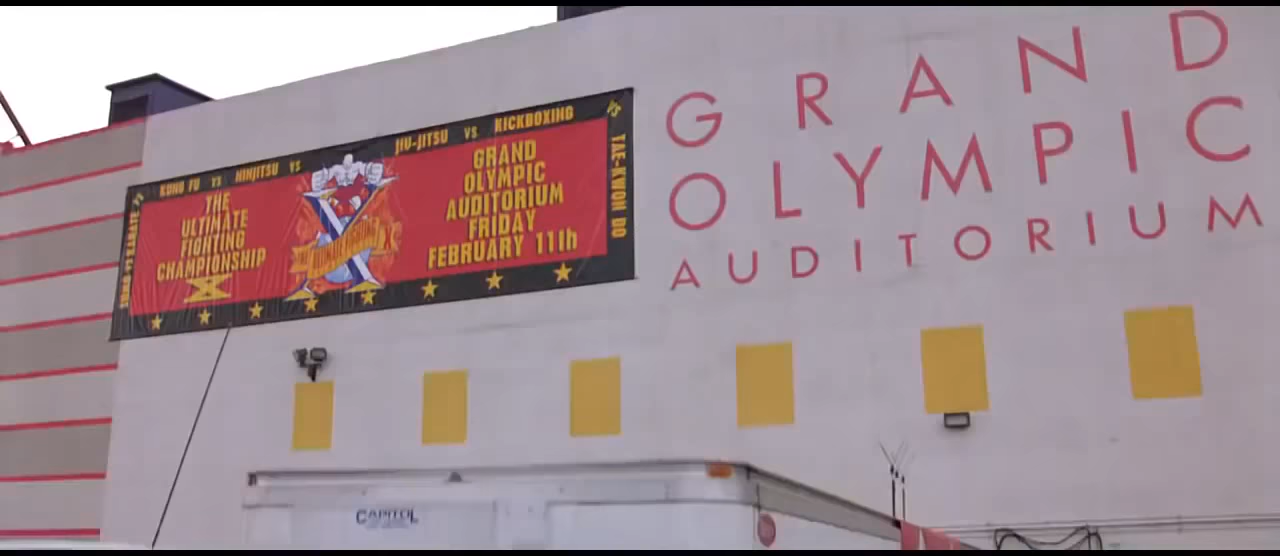 KUNG FU VS NINJITSU VS
JIU-JITSU VS KICKBOXING
KARATE
TAE-KWON DO
THE
ULTIMATE
FIGHTING
CHAMPIONSHIP
X
GRAND
OLYMPIC
AUDITORIUM
FRIDAY
FEBRUARY 11th
GRAND
OLYMPIC
AUDITORIUM
CAPITOL